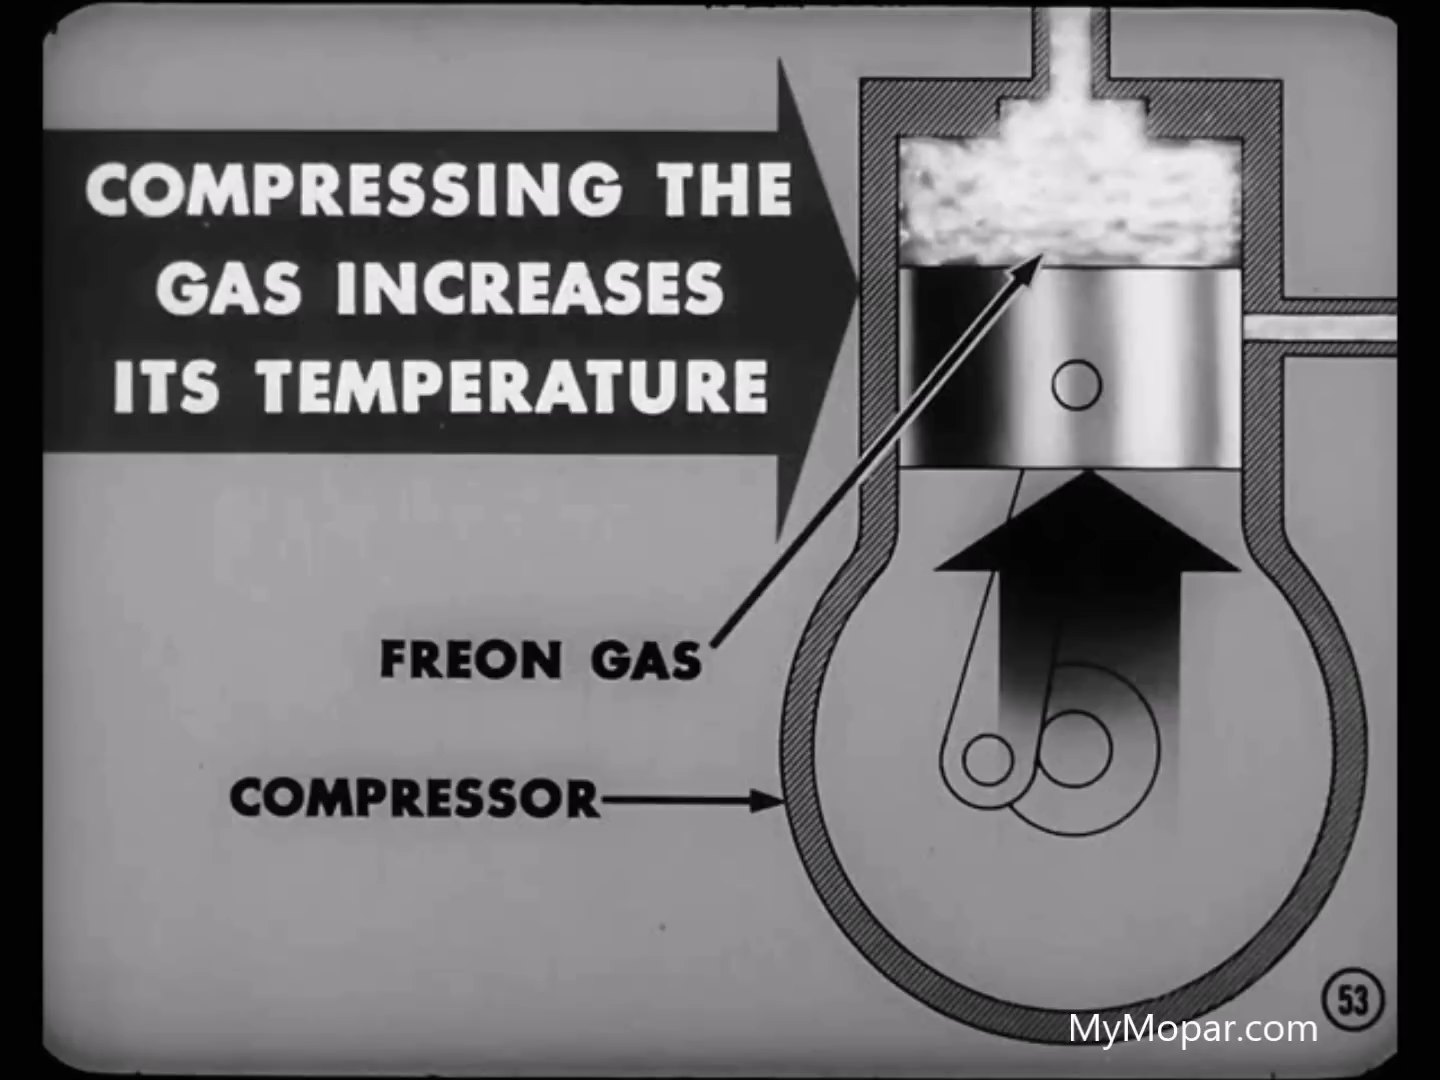 COMPRESSING THE
GAS INCREASES
ITS TEMPERATURE
FREON GAS
COMPRESSOR
53
MyMopar.com